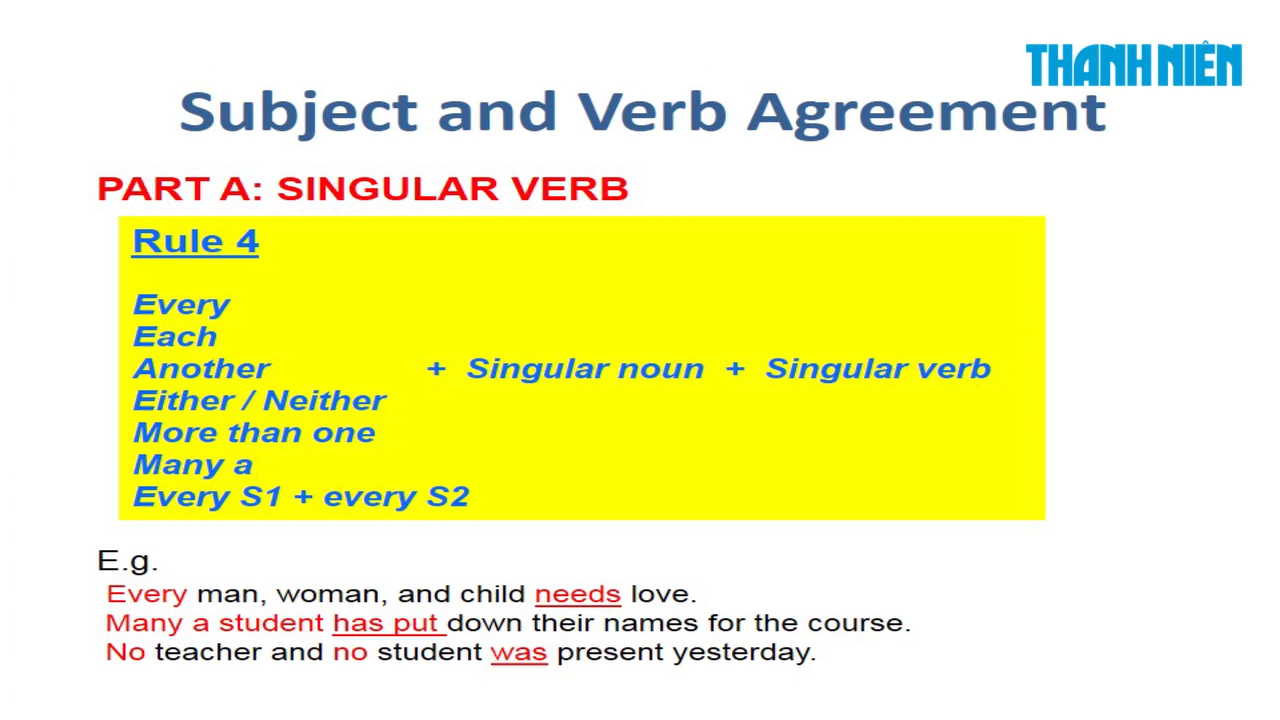 THANH NIÊN
Subject and Verb Agreement
PART A: SINGULAR VERB
Rule 4
Every
Each
Another + Singular noun + Singular verb
Either / Neither
More than one
Many a
Every S1 + every S2
E.g.
Every man, woman, and child needs love.
Many a student has put down their names for the course.
No teacher and no student was present yesterday.